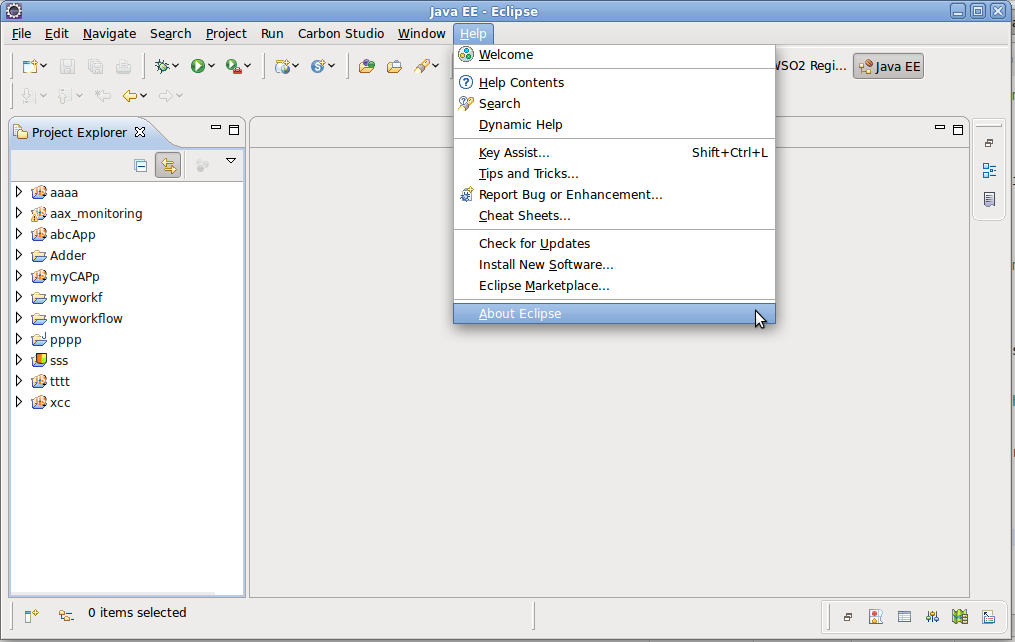 Java EE - Eclipse
File Edit Navigate Search Project Run Carbon Studio Window Help
Welcome
WSO2 Regi... Java EE
Help Contents
Search
Dynamic Help
Key Assist... Shift+Ctrl+L
Tips and Tricks...
Report Bug or Enhancement...
Cheat Sheets...
Check for Updates
Install New Software...
Eclipse Marketplace...
About Eclipse
Project Explorer
aaaa
aax_monitoring
abcApp
Adder
myCAPp
myworkf
myworkflow
pppp
sss
tttt
xcc
0 items selected